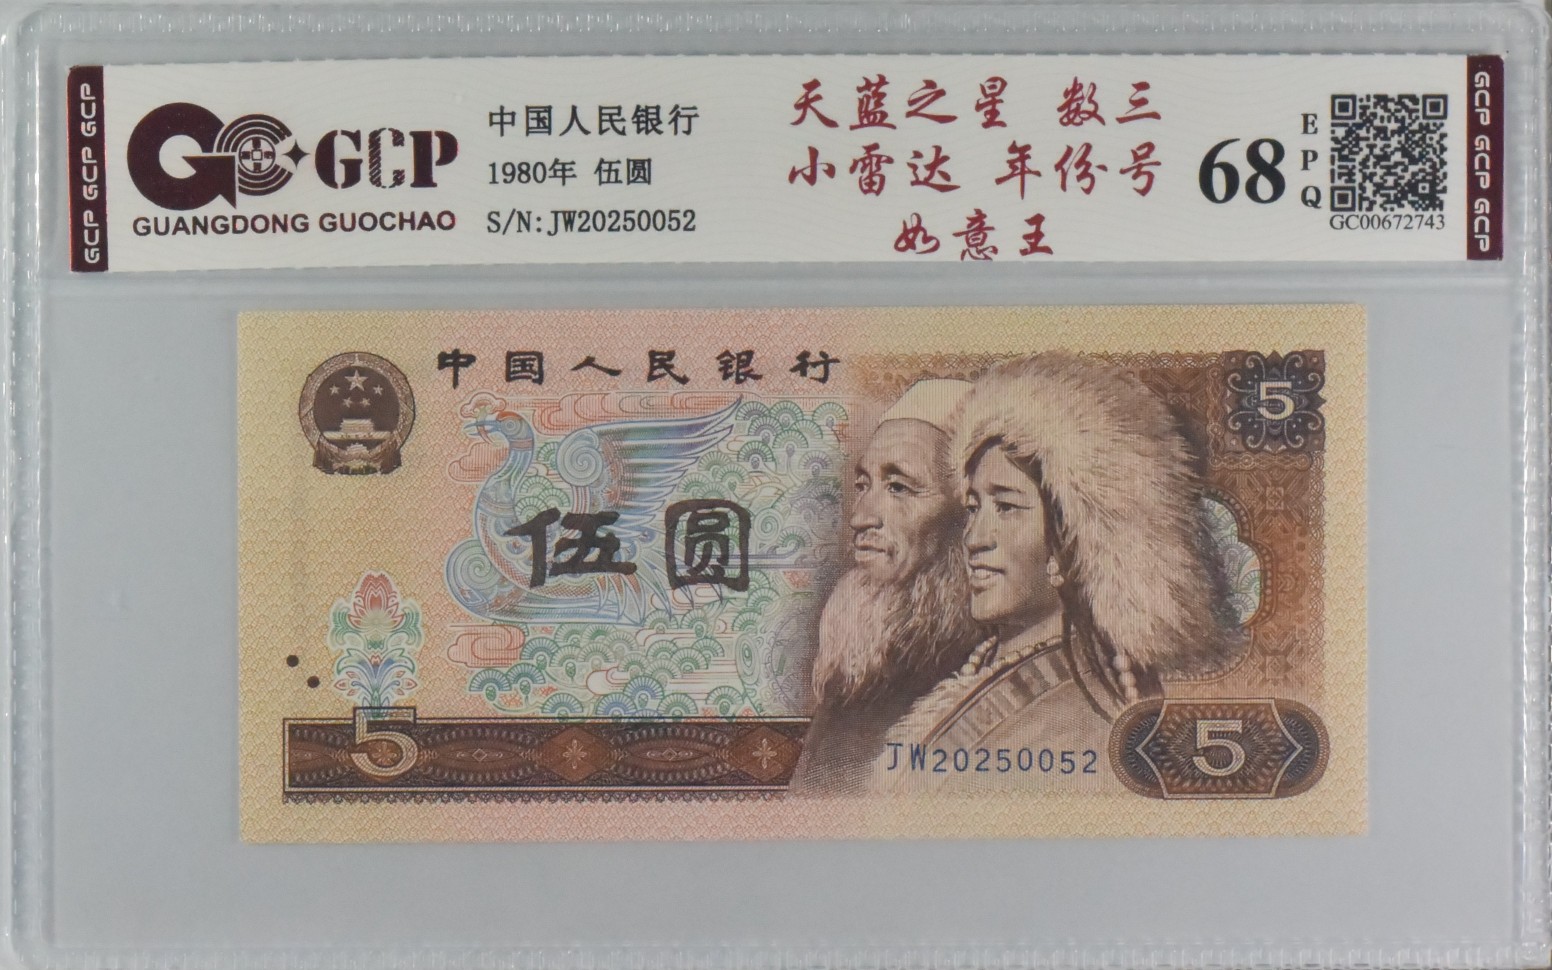 GCP GCP GCP
GCP
GUANGDONG GUOCHAO
中国人民银行
1980年 伍圆
S/N:JW20250052
天蓝之星 数三
小雷达 年份号
如意王
68
EPQ
GC00672743
GCP GCP GCP
中国人民银行
5
伍圆
5
JW20250052
5